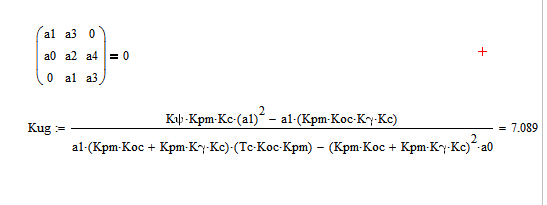 a1 a3 0
a0 a2 a4 = 0
0 a1 a3
Kug := (Kψ·Kpm·Kc·(a1)² − a1·(Kpm·Koc·Kγ·Kc)) / (a1·(Kpm·Koc + Kpm·Kγ·Kc)·(Tc·Koc·Kpm) − (Kpm·Koc + Kpm·Kγ·Kc)²·a0) = 7.089